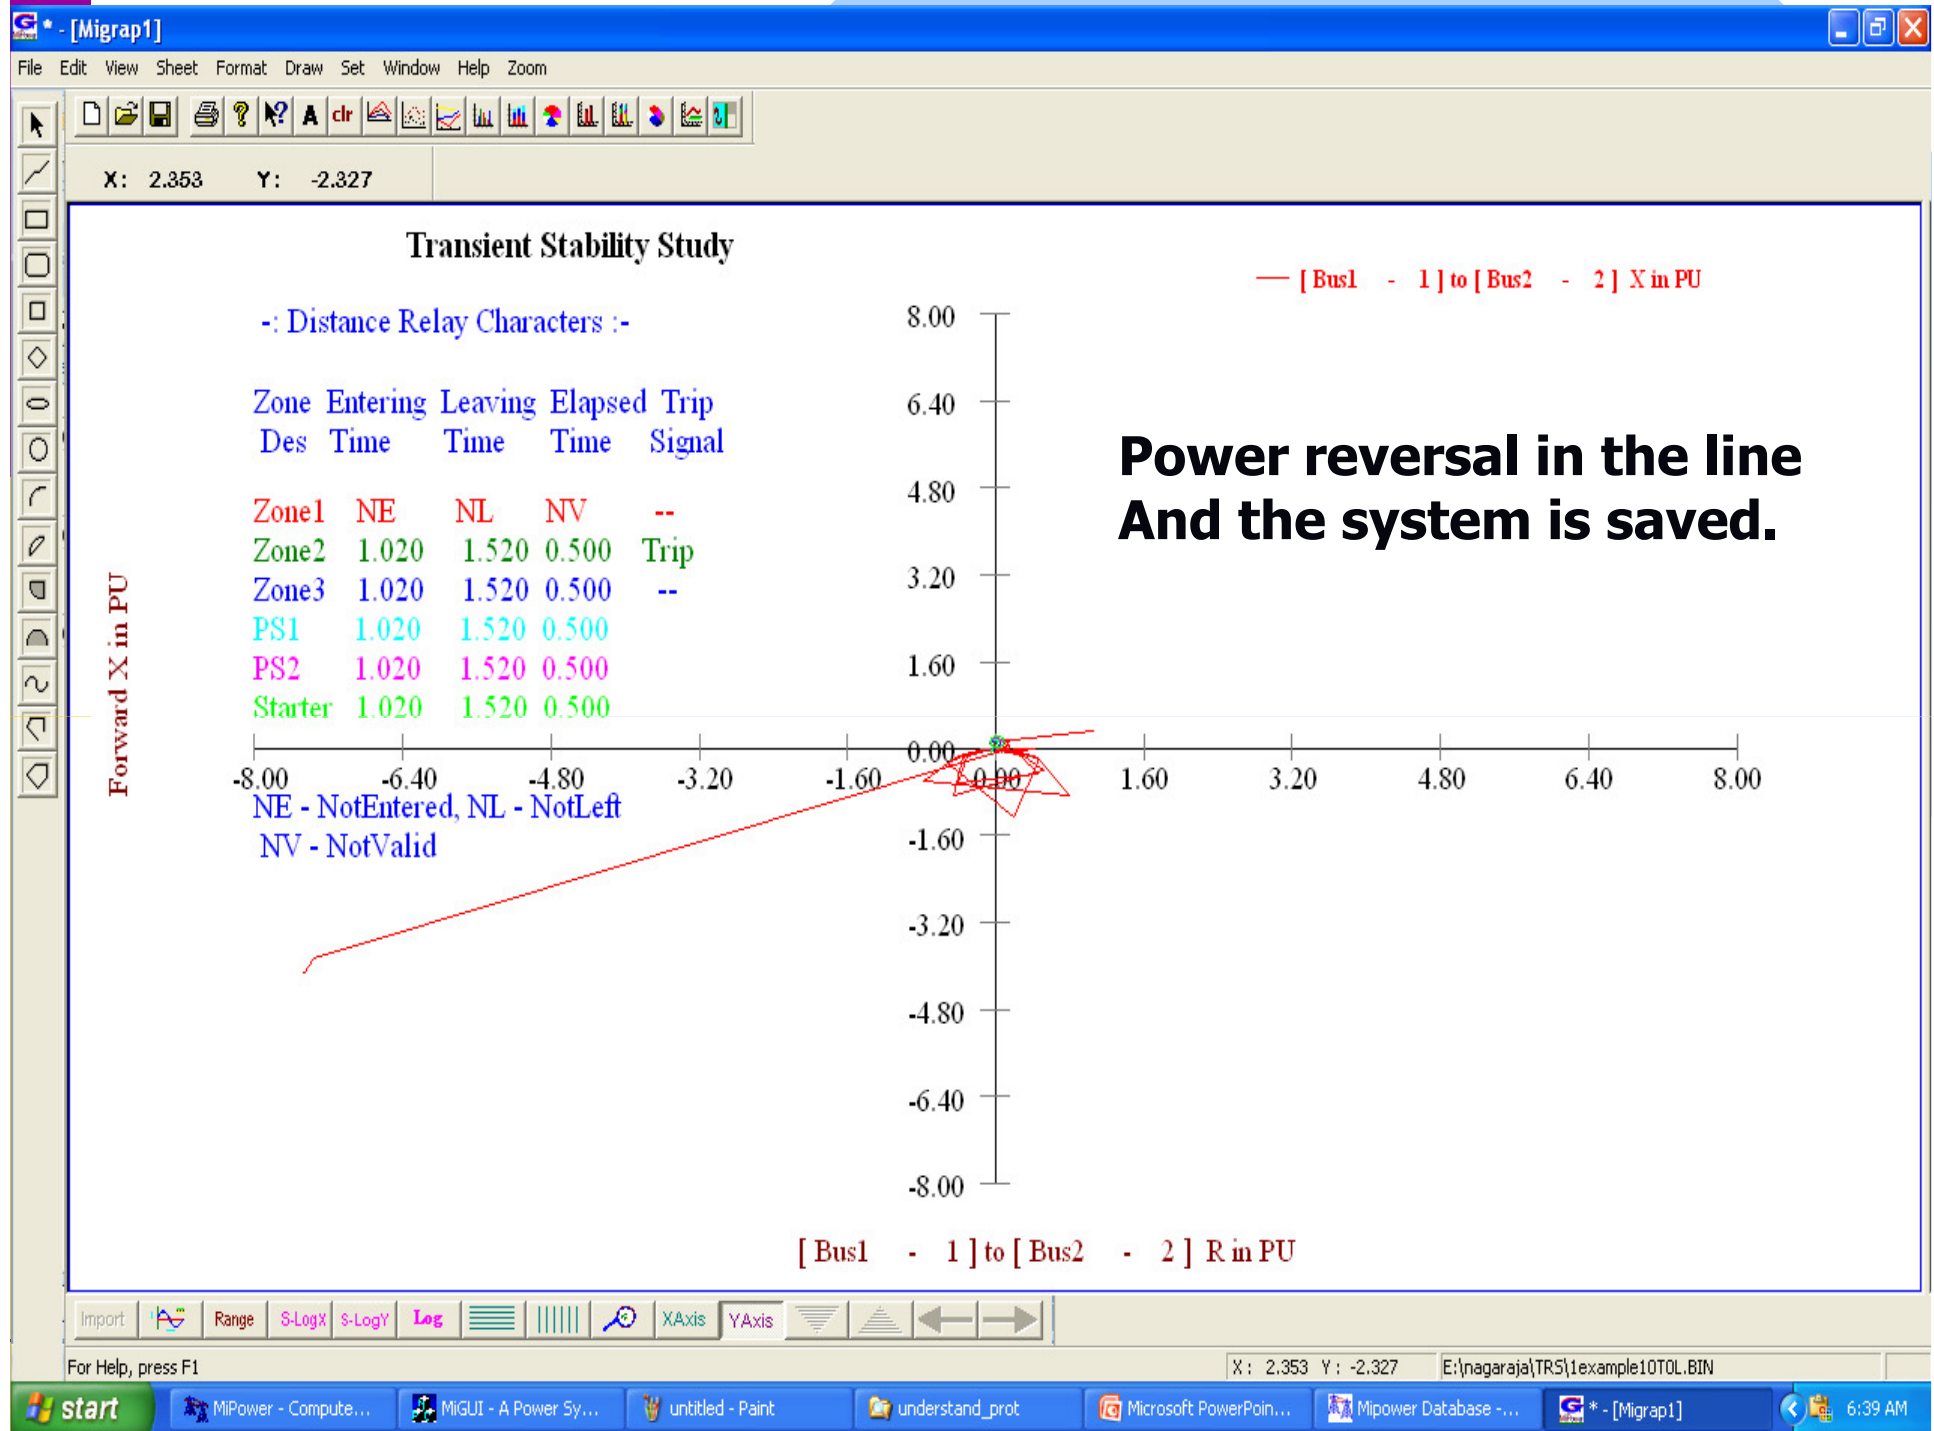 * - [Migrap1]
File Edit View Sheet Format Draw Set Window Help Zoom
A clr
X: 2.353 Y: -2.327
Transient Stability Study
[ Bus1 - 1 ] to [ Bus2 - 2 ] X in PU
-: Distance Relay Characters :-
Zone Entering Leaving Elapsed Trip
Des Time Time Time Signal
Zone1 NE NL NV --
Zone2 1.020 1.520 0.500 Trip
Zone3 1.020 1.520 0.500 --
PS1 1.020 1.520 0.500
PS2 1.020 1.520 0.500
Starter 1.020 1.520 0.500
NE - NotEntered, NL - NotLeft
NV - NotValid
Power reversal in the line
And the system is saved.
Forward X in PU
8.00
6.40
4.80
3.20
1.60
0.00
-1.60
-3.20
-4.80
-6.40
-8.00
-8.00 -6.40 -4.80 -3.20 -1.60 0.00 1.60 3.20 4.80 6.40 8.00
[ Bus1 - 1 ] to [ Bus2 - 2 ] R in PU
Import Range S-LogX S-LogY Log XAxis YAxis
For Help, press F1
X: 2.353 Y: -2.327 E:\nagaraja\TRS\1example10T0L.BIN
start MiPower - Compute... MiGUI - A Power Sy... untitled - Paint understand_prot Microsoft PowerPoin... Mipower Database -... * - [Migrap1] 6:39 AM